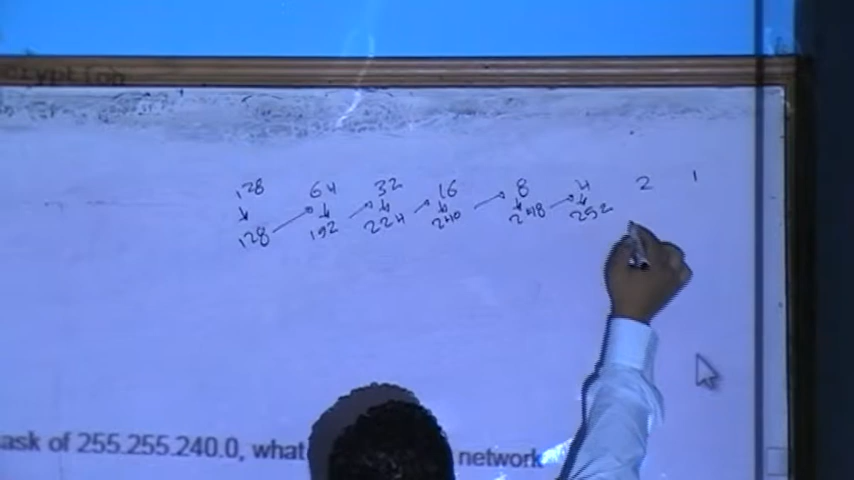 cryption
128 64 32 16 8 4 2 1
128 192 224 240 248 252
ask of 255.255.240.0, what network